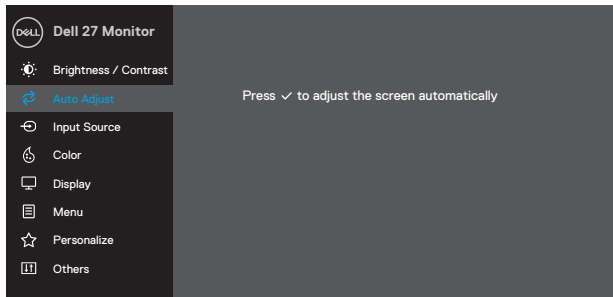 DELL
Dell 27 Monitor
Brightness / Contrast
Auto Adjust
Press ✓ to adjust the screen automatically
Input Source
Color
Display
Menu
Personalize
Others